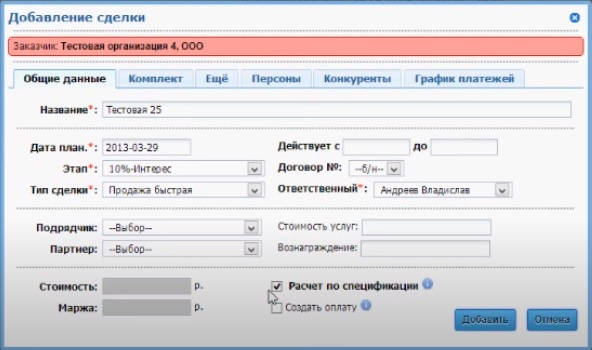 Добавление сделки
Заказчик: Тестовая организация 4, ООО
Общие данные Комплект Ещё Персоны Конкуренты График платежей
Название*: Тестовая 25
Дата план.*: 2013-03-29 Действует с до
Этап*: 10%-Интерес Договор №: --б/н--
Тип сделки*: Продажа быстрая Ответственный*: Андреев Владислав
Подрядчик: --Выбор-- Стоимость услуг:
Партнер: --Выбор-- Вознаграждение:
Стоимость: р. Расчет по спецификации i
Маржа: р. Создать оплату i
Добавить Отмена